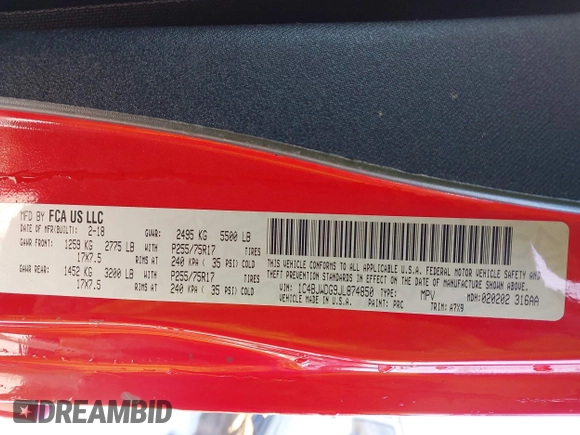 MFD BY FCA US LLC
DATE OF MFR(BUILT): 2-18 GVWR: 2495 KG 5500 LB
GAWR FRONT: 1259 KG 2775 LB WITH P255/75R17 TIRES
17X7.5 RIMS AT 240 KPA ( 35 PSI) COLD
GAWR REAR: 1452 KG 3200 LB WITH P255/75R17 TIRES
17X7.5 RIMS AT 240 KPA ( 35 PSI) COLD
THIS VEHICLE CONFORMS TO ALL APPLICABLE U.S.A. FEDERAL MOTOR VEHICLE SAFETY AND
THEFT PREVENTION STANDARDS IN EFFECT ON THE DATE OF MANUFACTURE SHOWN ABOVE.
VIN: 1C4BJWDG9JL874850 TYPE: MPV MDH: 020202 316AA
MADE IN U.S.A. PAINT: PRC TRIM: A7X9
DREAMBID